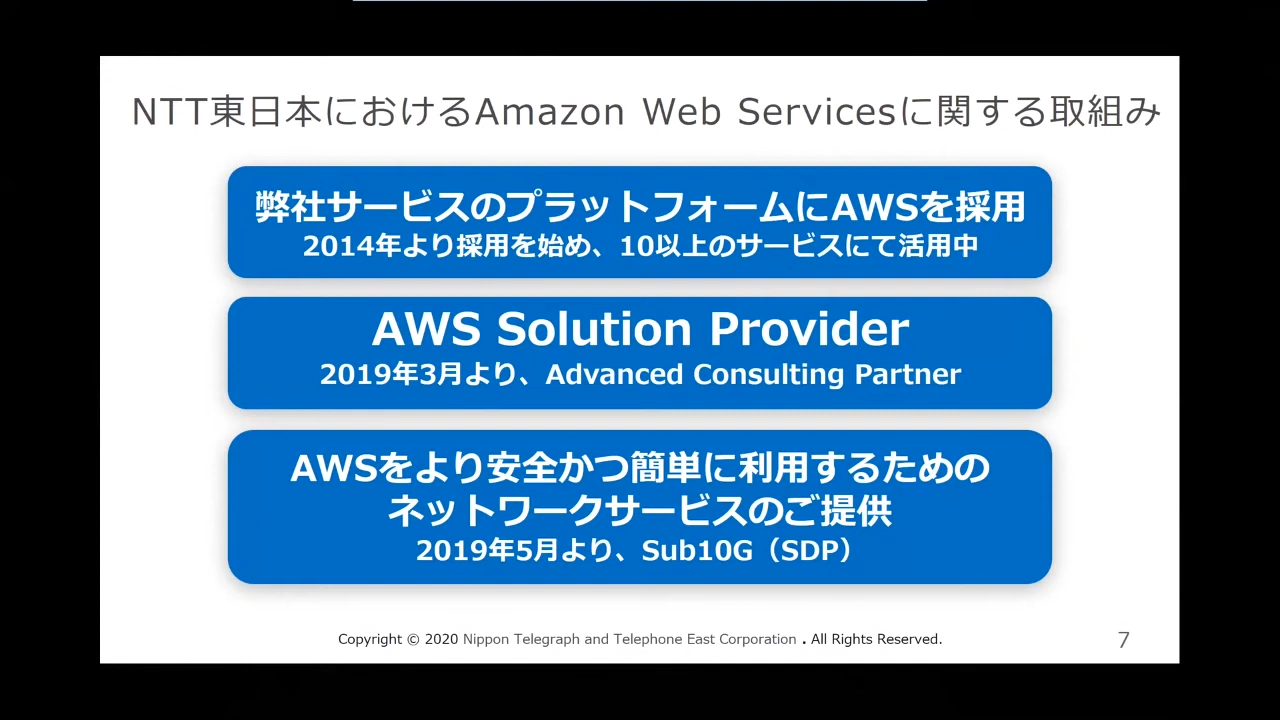 NTT東日本におけるAmazon Web Servicesに関する取組み
弊社サービスのプラットフォームにAWSを採用
2014年より採用を始め、10以上のサービスにて活用中
AWS Solution Provider
2019年3月より、Advanced Consulting Partner
AWSをより安全かつ簡単に利用するための
ネットワークサービスのご提供
2019年5月より、Sub10G（SDP）
Copyright © 2020 Nippon Telegraph and Telephone East Corporation . All Rights Reserved.
7